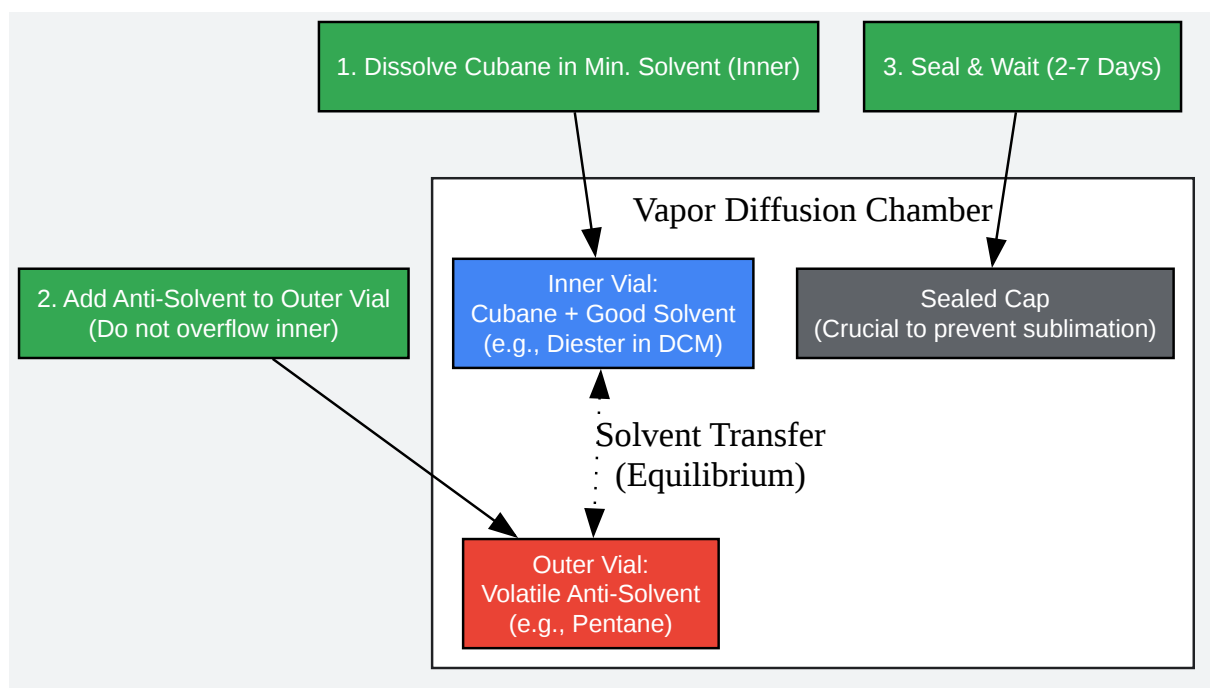 1. Dissolve Cubane in Min. Solvent (Inner)
3. Seal & Wait (2-7 Days)
Vapor Diffusion Chamber
2. Add Anti-Solvent to Outer Vial
(Do not overflow inner)
Inner Vial:
Cubane + Good Solvent
(e.g., Diester in DCM)
Sealed Cap
(Crucial to prevent sublimation)
Solvent Transfer
(Equilibrium)
Outer Vial:
Volatile Anti-Solvent
(e.g., Pentane)